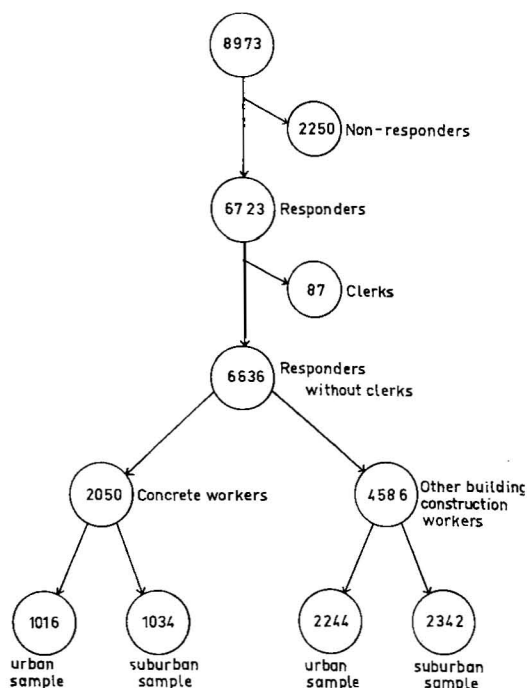 8973
2250 Non-responders
6723 Responders
87 Clerks
6636 Responders
without clerks
2050 Concrete workers
4586 Other building
construction
workers
1016 1034 2244 2342
urban suburban urban suburban
sample sample sample sample